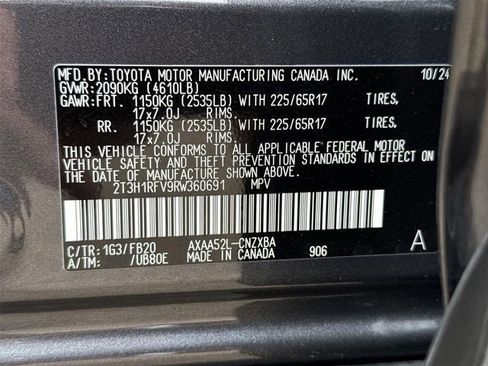 MFD.BY:TOYOTA MOTOR MANUFACTURING CANADA INC. 10/24
GVWR:2090KG (4610LB)
GAWR:FRT. 1150KG (2535LB) WITH 225/65R17 TIRES,
17x7.0J RIMS.
RR. 1150KG (2535LB) WITH 225/65R17 TIRES,
17x7.0J RIMS.
THIS VEHICLE CONFORMS TO ALL APPLICABLE FEDERAL MOTOR
VEHICLE SAFETY AND THEFT PREVENTION STANDARDS IN EFFECT ON
THE DATE OF MANUFACTURE SHOWN ABOVE.
2T3H1RFV9RW360691 MPV
C/TR:1G3/FB20 AXAA52L-CNZXBA A
A/TM: /UB80E MADE IN CANADA 906